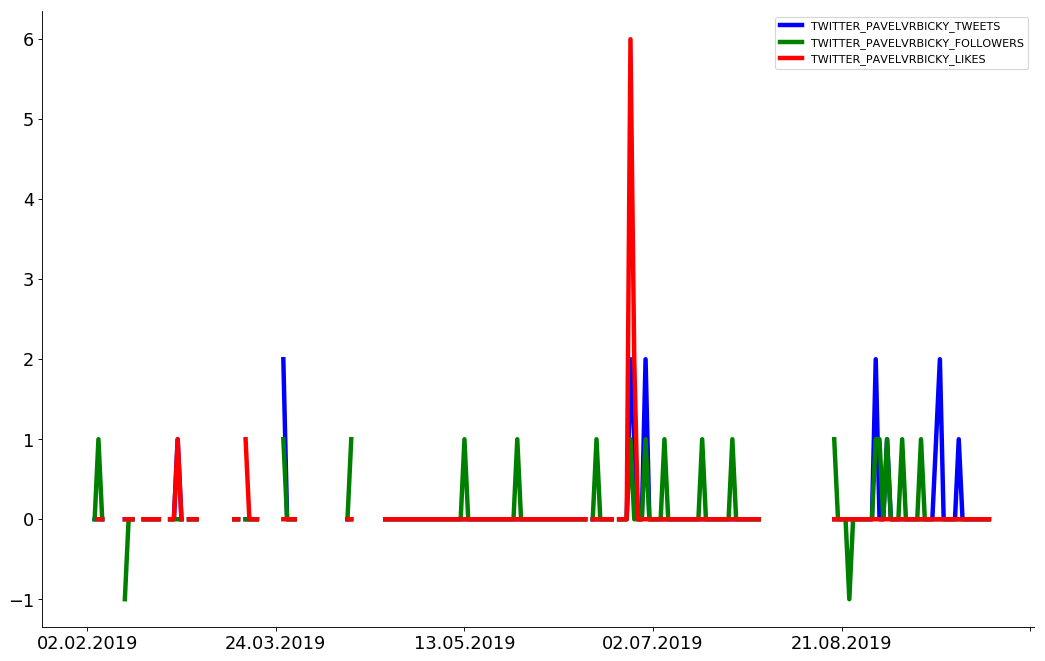 TWITTER_PAVELVRBICKY_TWEETS
TWITTER_PAVELVRBICKY_FOLLOWERS
TWITTER_PAVELVRBICKY_LIKES
6
5
4
3
2
1
0
−1
02.02.2019 24.03.2019 13.05.2019 02.07.2019 21.08.2019